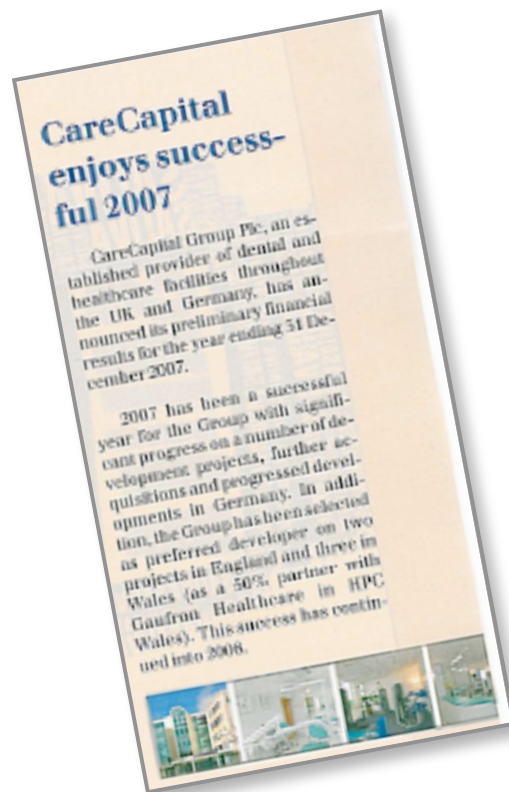 CareCapital
enjoys success-
ful 2007
CareCapital Group Plc, an es-
tablished provider of dental and
healthcare facilities throughout
the UK and Germany, has an-
nounced its preliminary financial
results for the year ending 31 De-
cember 2007.
2007 has been a successful
year for the Group with signifi-
cant progress on a number of de-
velopment projects, further ac-
quisitions and progressed devel-
opments in Germany. In addi-
tion, the Group has been selected
as preferred developer on two
projects in England and three in
Wales (as a 50% partner with
Gaufron Healthcare in HPC
Wales). This success has contin-
ued into 2008.